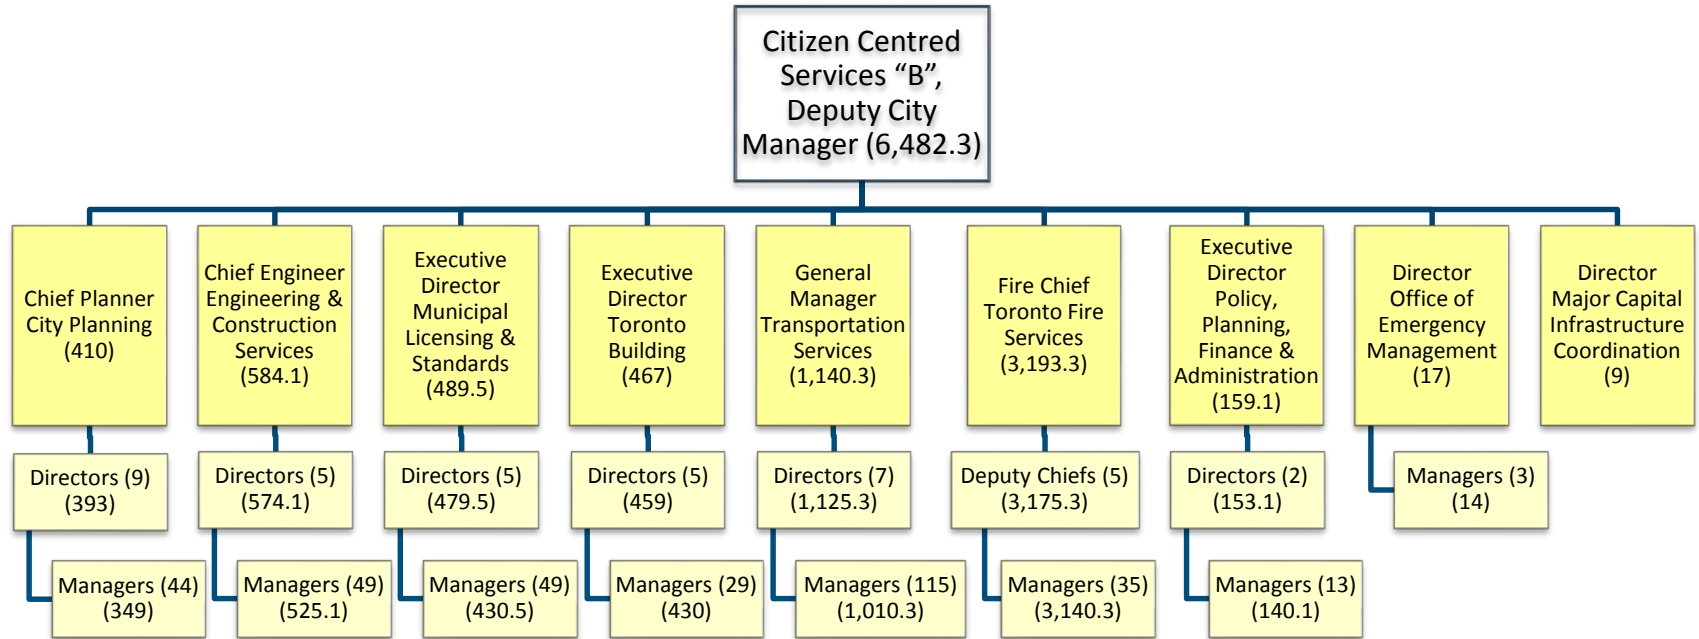 Citizen Centred
Services “B”,
Deputy City
Manager (6,482.3)
Chief Planner
City Planning
(410)
Chief Engineer
Engineering &
Construction
Services
(584.1)
Executive
Director
Municipal
Licensing &
Standards
(489.5)
Executive
Director
Toronto
Building
(467)
General
Manager
Transportation
Services
(1,140.3)
Fire Chief
Toronto Fire
Services
(3,193.3)
Executive
Director
Policy,
Planning,
Finance &
Administration
(159.1)
Director
Office of
Emergency
Management
(17)
Director
Major Capital
Infrastructure
Coordination
(9)
Directors (9)
(393)
Directors (5)
(574.1)
Directors (5)
(479.5)
Directors (5)
(459)
Directors (7)
(1,125.3)
Deputy Chiefs (5)
(3,175.3)
Directors (2)
(153.1)
Managers (3)
(14)
Managers (44)
(349)
Managers (49)
(525.1)
Managers (49)
(430.5)
Managers (29)
(430)
Managers (115)
(1,010.3)
Managers (35)
(3,140.3)
Managers (13)
(140.1)